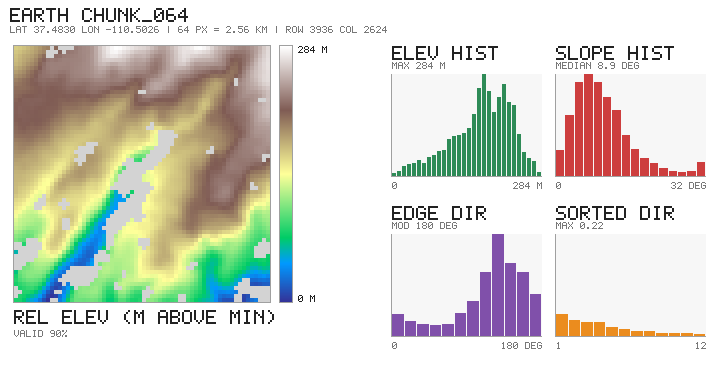 EARTH CHUNK_064
LAT 37.4830 LON -110.5026 | 64 PX = 2.56 KM | ROW 3936 COL 2624
284 M
0 M
REL ELEV (M ABOVE MIN)
VALID 90%
ELEV HIST
MAX 284 M
0 284 M
SLOPE HIST
MEDIAN 8.9 DEG
0 32 DEG
EDGE DIR
MOD 180 DEG
0 180 DEG
SORTED DIR
MAX 0.22
1 12